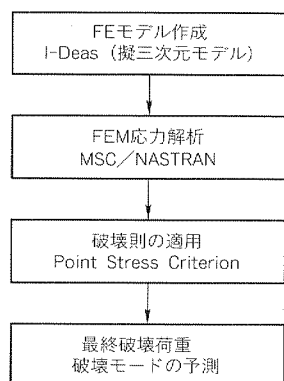 FEモデル作成
I-Deas（擬三次元モデル）
FEM応力解析
MSC／NASTRAN
破壊則の適用
Point Stress Criterion
最終破壊荷重
破壊モードの予測